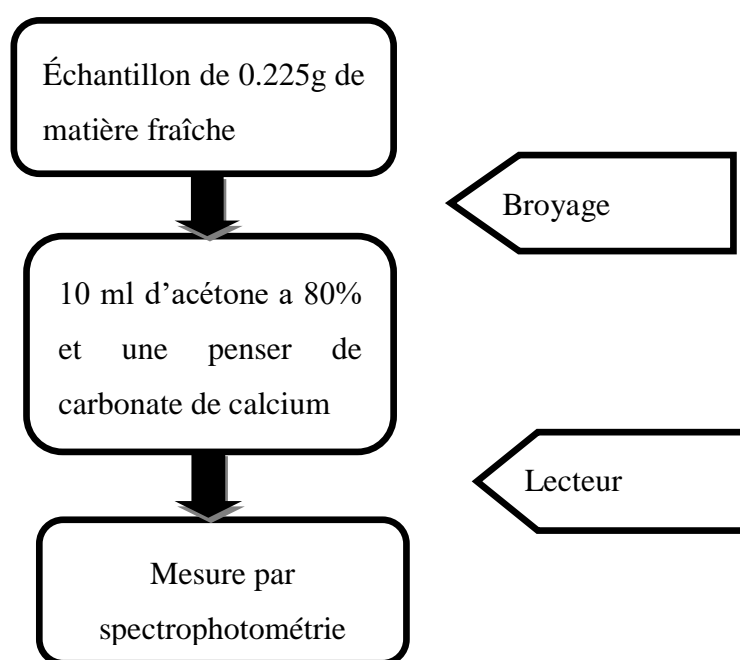 Échantillon de 0.225g de
matière fraîche
Broyage
10 ml d’acétone a 80%
et une penser de
carbonate de calcium
Lecteur
Mesure par
spectrophotométrie